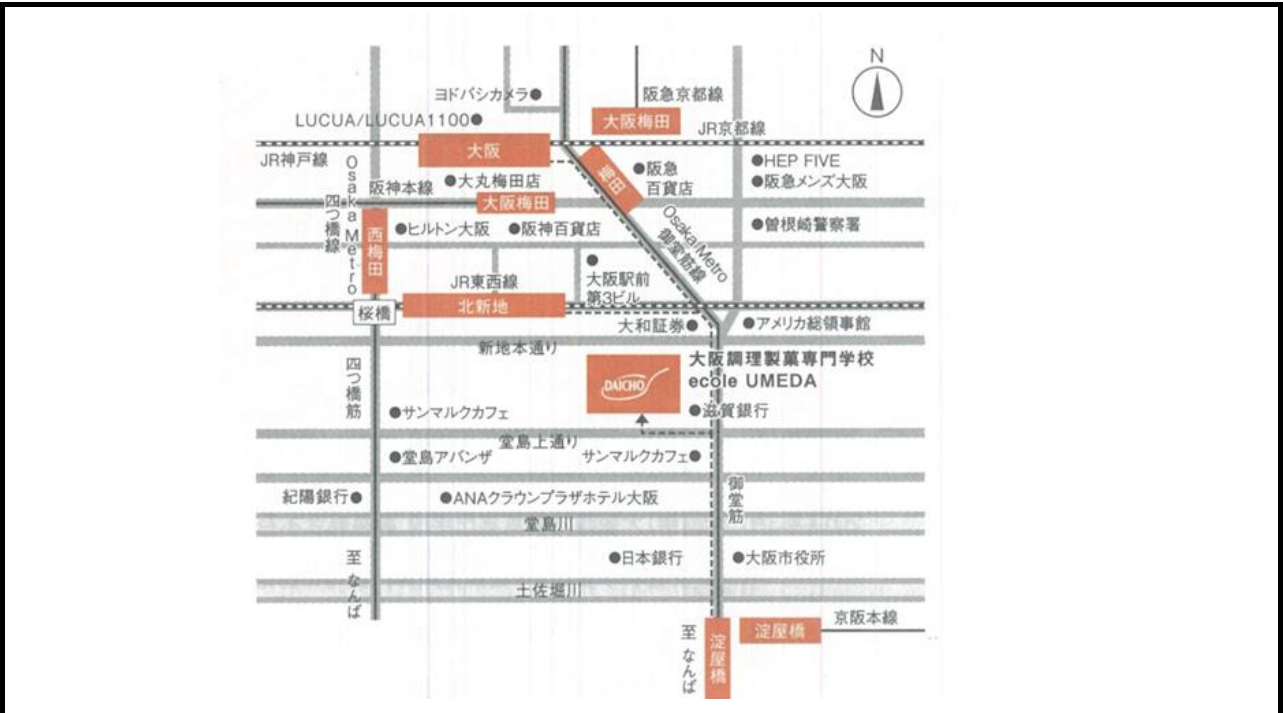 N
ヨドバシカメラ●
阪急京都線
LUCUA/LUCUA1100●
大阪梅田
JR京都線
大阪
JR神戸線
梅田
●阪急
百貨店
●HEP FIVE
●阪急メンズ大阪
Osaka Metro
四つ橋線
阪神本線
●大丸梅田店
大阪梅田
●ヒルトン大阪
●阪神百貨店
Osaka Metro
御堂筋線
●曽根崎警察署
西梅田
JR東西線
●
大阪駅前
第3ビル
北新地
桜橋
大和証券●
●アメリカ総領事館
新地本通り
大阪調理製菓専門学校
ecole UMEDA
DAICHO
四つ橋筋
●サンマルクカフェ
●滋賀銀行
堂島上通り
●堂島アバンザ
サンマルクカフェ●
紀陽銀行●
●ANAクラウンプラザホテル大阪
御堂筋
堂島川
至 なんば
●日本銀行
●大阪市役所
土佐堀川
至 なんば
淀屋橋
淀屋橋
京阪本線